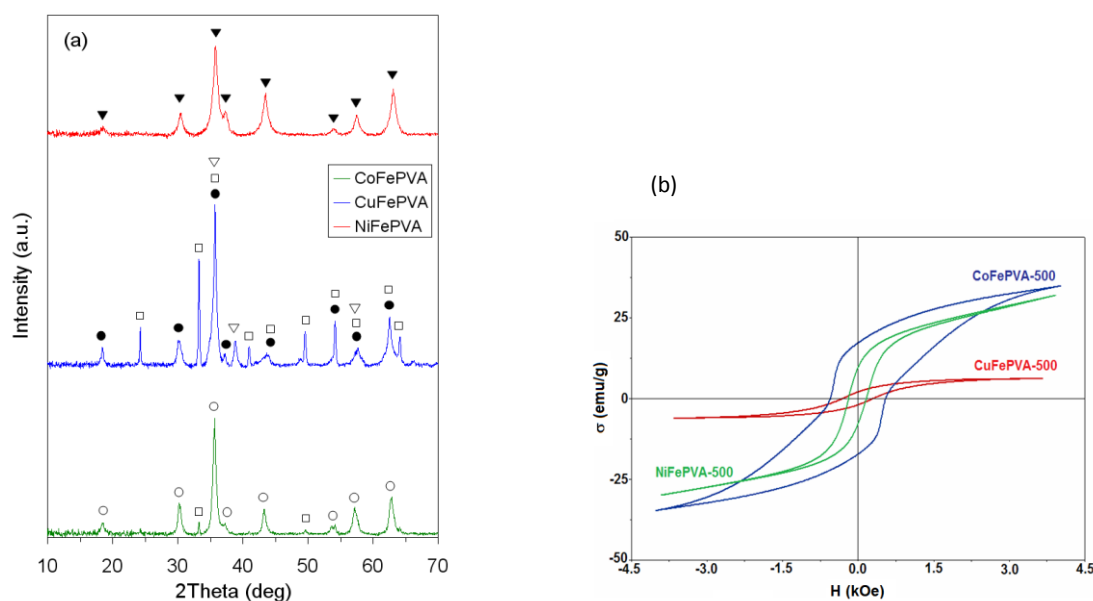 (a)
CoFePVA
CuFePVA
NiFePVA
Intensity (a.u.)
10 20 30 40 50 60 70
2Theta (deg)
(b)
50
25
0
-25
-50
CoFePVA-500
CuFePVA-500
NiFePVA-500
σ (emu/g)
-4.5 -3.0 -1.5 0.0 1.5 3.0 4.5
H (kOe)